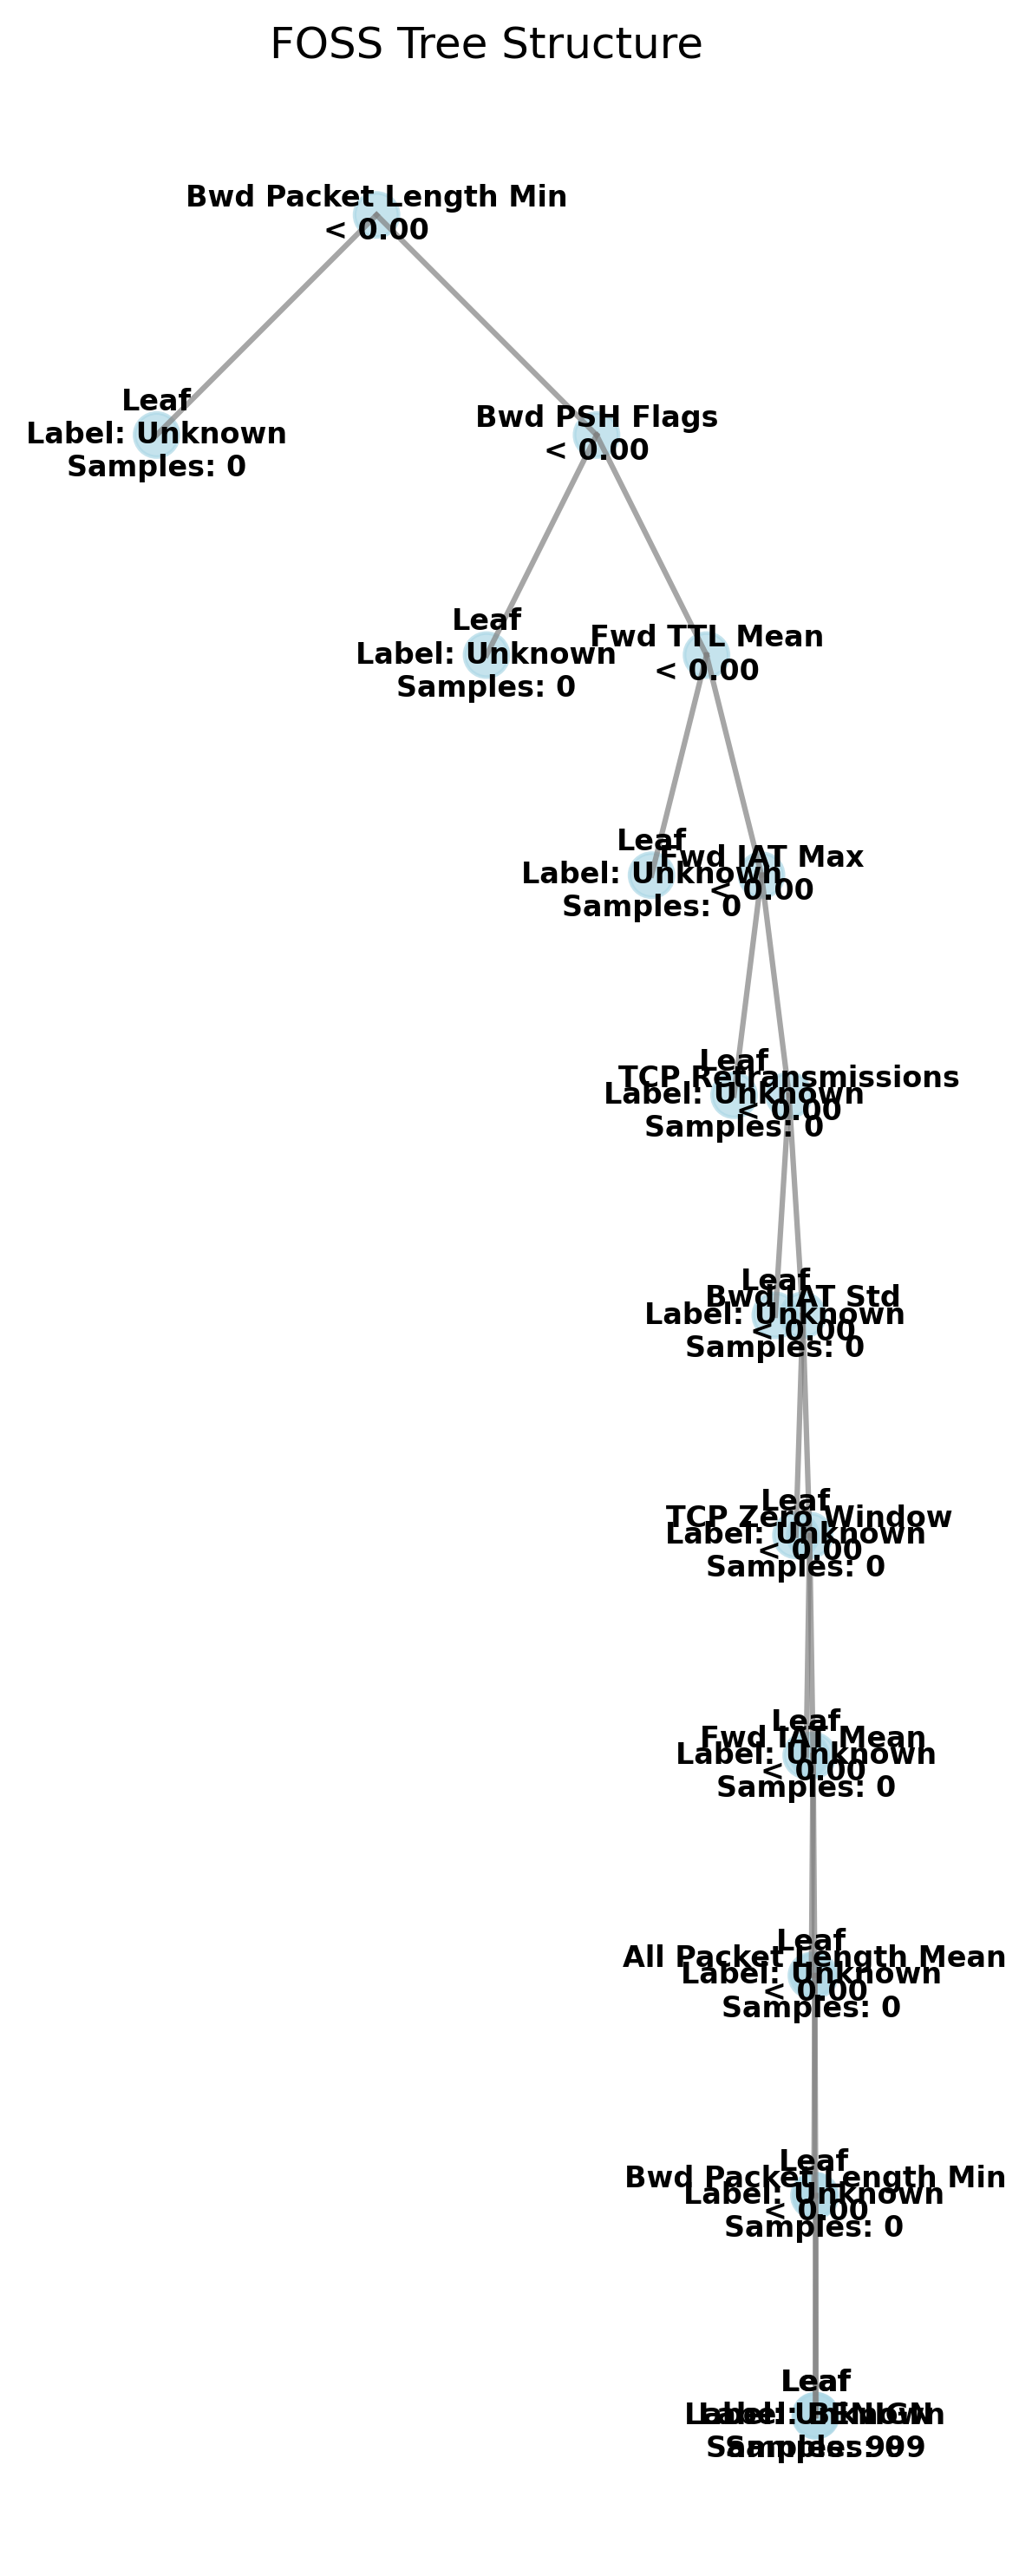 FOSS Tree Structure
Bwd Packet Length Min
< 0.00
Leaf
Label: Unknown
Samples: 0
Bwd PSH Flags
< 0.00
Leaf
Label: Unknown
Samples: 0
Fwd TTL Mean
< 0.00
Leaf
Label: Unknown
Samples: 0
Fwd IAT Max
< 0.00
Leaf
Label: Unknown
Samples: 0
TCP Retransmissions
< 0.00
Leaf
Label: Unknown
Samples: 0
Bwd IAT Std
< 0.00
Leaf
Label: Unknown
Samples: 0
TCP Zero Window
< 0.00
Leaf
Label: Unknown
Samples: 0
Fwd IAT Mean
< 0.00
Leaf
Label: Unknown
Samples: 0
All Packet Length Mean
< 0.00
Leaf
Label: Unknown
Samples: 0
Bwd Packet Length Min
< 0.00
Leaf
Label: Unknown
Samples: 0
Leaf
Label: BENIGN
Samples: